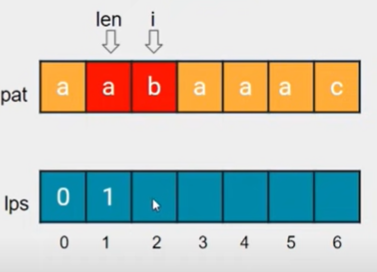 len i
pat a a b a a a c
lps 0 1
0 1 2 3 4 5 6